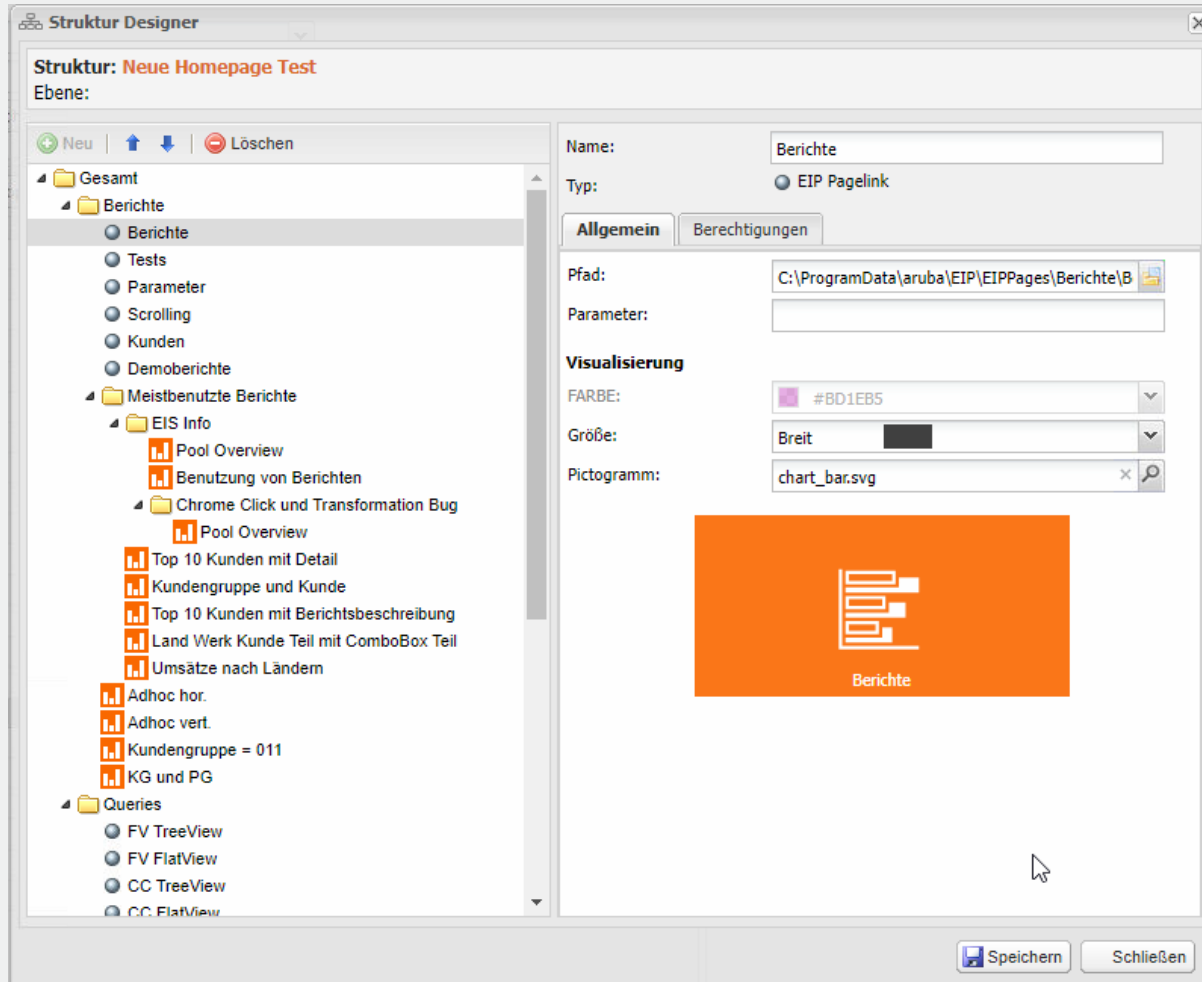 Struktur Designer
Struktur: Neue Homepage Test
Ebene:
Neu
Löschen
Gesamt
Berichte
Berichte
Tests
Parameter
Scrolling
Kunden
Demoberichte
Meistbenutzte Berichte
EIS Info
Pool Overview
Benutzung von Berichten
Chrome Click und Transformation Bug
Pool Overview
Top 10 Kunden mit Detail
Kundengruppe und Kunde
Top 10 Kunden mit Berichtsbeschreibung
Land Werk Kunde Teil mit ComboBox Teil
Umsätze nach Ländern
Adhoc hor.
Adhoc vert.
Kundengruppe = 011
KG und PG
Queries
FV TreeView
FV FlatView
CC TreeView
CC FlatView
Name: Berichte
Typ: EIP Pagelink
Allgemein Berechtigungen
Pfad: C:\ProgramData\aruba\EIP\EIPPages\Berichte\B
Parameter:
Visualisierung
FARBE: #BD1EB5
Größe: Breit
Pictogramm: chart_bar.svg
Berichte
Speichern Schließen